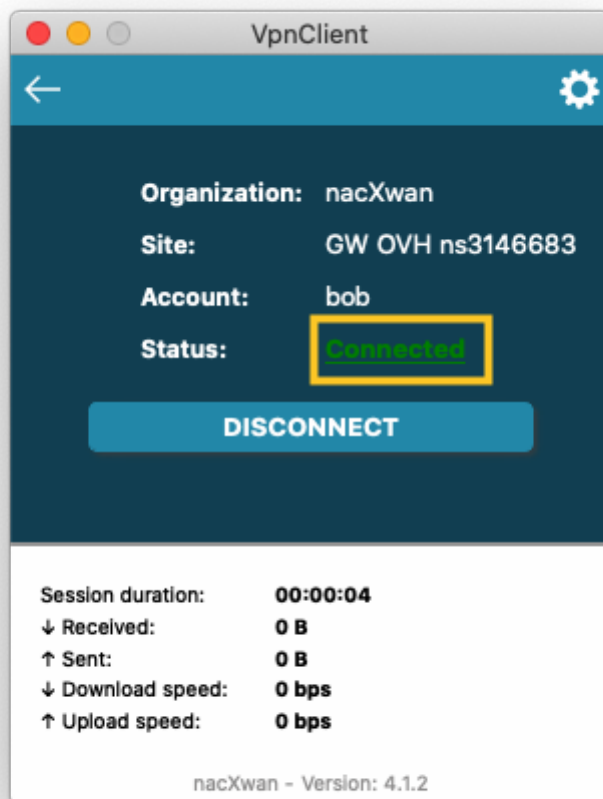 VpnClient
Organization: nacXwan
Site: GW OVH ns3146683
Account: bob
Status: Connected
DISCONNECT
Session duration: 00:00:04
↓ Received: 0 B
↑ Sent: 0 B
↓ Download speed: 0 bps
↑ Upload speed: 0 bps
nacXwan - Version: 4.1.2